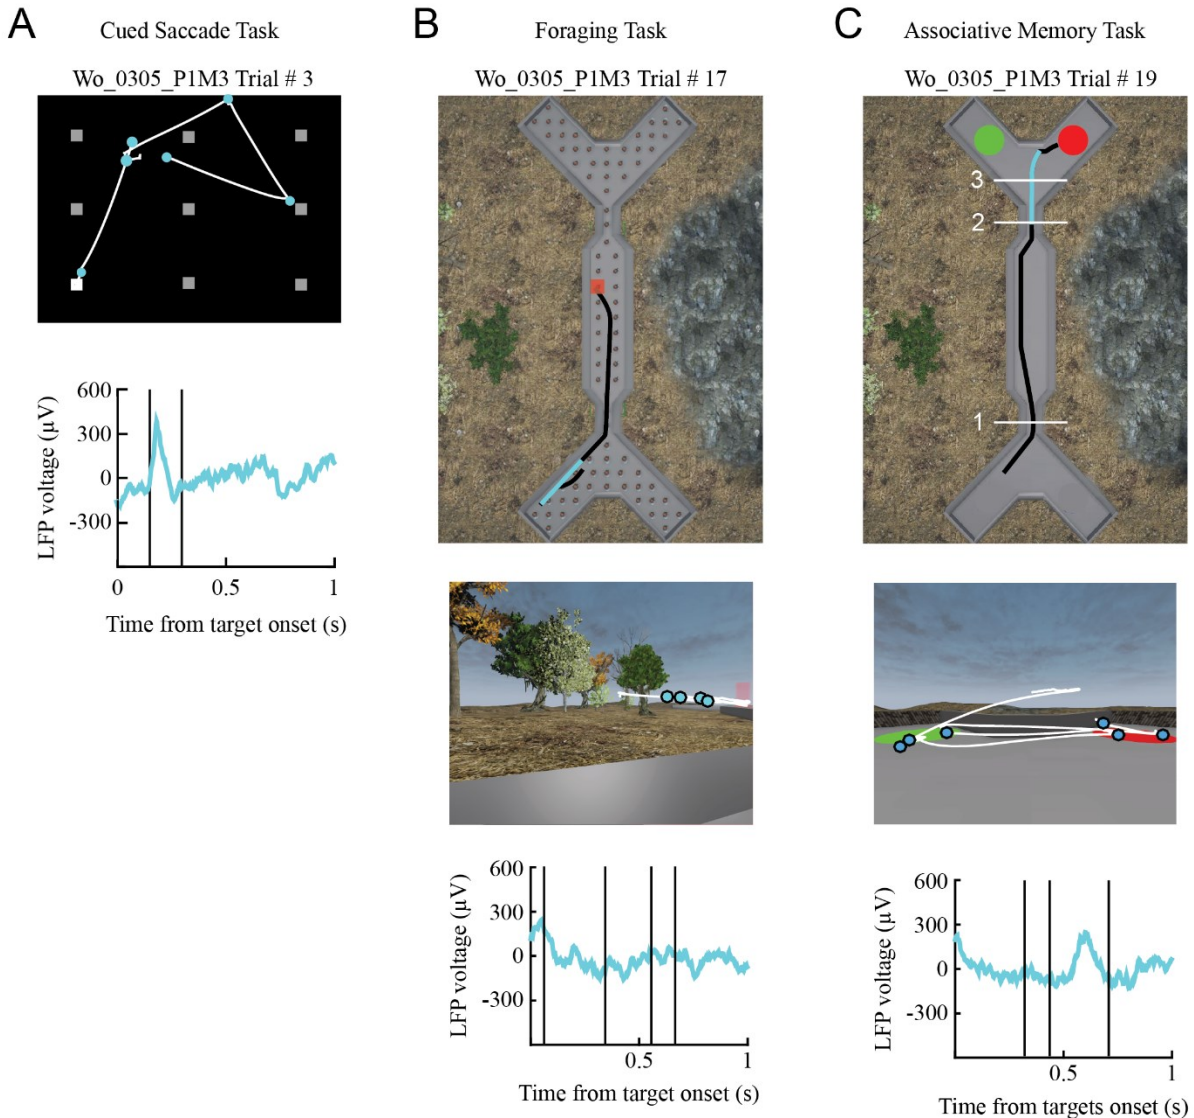 A
Cued Saccade Task
Wo_0305_P1M3 Trial # 3
600
300
0
-300
LFP voltage (µV)
0
0.5
1
Time from target onset (s)
B
Foraging Task
Wo_0305_P1M3 Trial # 17
600
300
0
-300
LFP voltage (µV)
0.5
1
Time from target onset (s)
C
Associative Memory Task
Wo_0305_P1M3 Trial # 19
3
2
1
600
300
0
-300
LFP voltage (µV)
0.5
1
Time from targets onset (s)